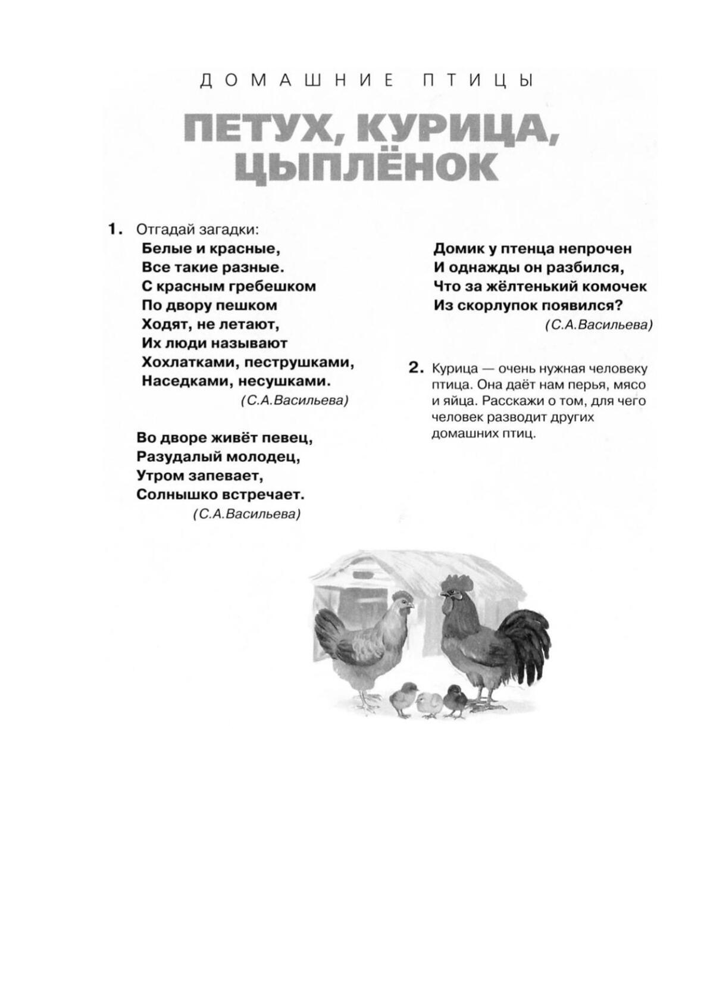 ДОМАШНИЕ ПТИЦЫ
ПЕТУХ, КУРИЦА,
ЦЫПЛЁНОК
1. Отгадай загадки:
Белые и красные,
Все такие разные.
С красным гребешком
По двору пешком
Ходят, не летают,
Их люди называют
Хохлатками, пеструшками,
Наседками, несушками.
(С.А.Васильева)
Во дворе живёт певец,
Разудалый молодец,
Утром запевает,
Солнышко встречает.
(С.А.Васильева)
Домик у птенца непрочен
И однажды он разбился,
Что за жёлтенький комочек
Из скорлупок появился?
(С.А.Васильева)
2. Курица — очень нужная человеку
птица. Она даёт нам перья, мясо
и яйца. Расскажи о том, для чего
человек разводит других
домашних птиц.